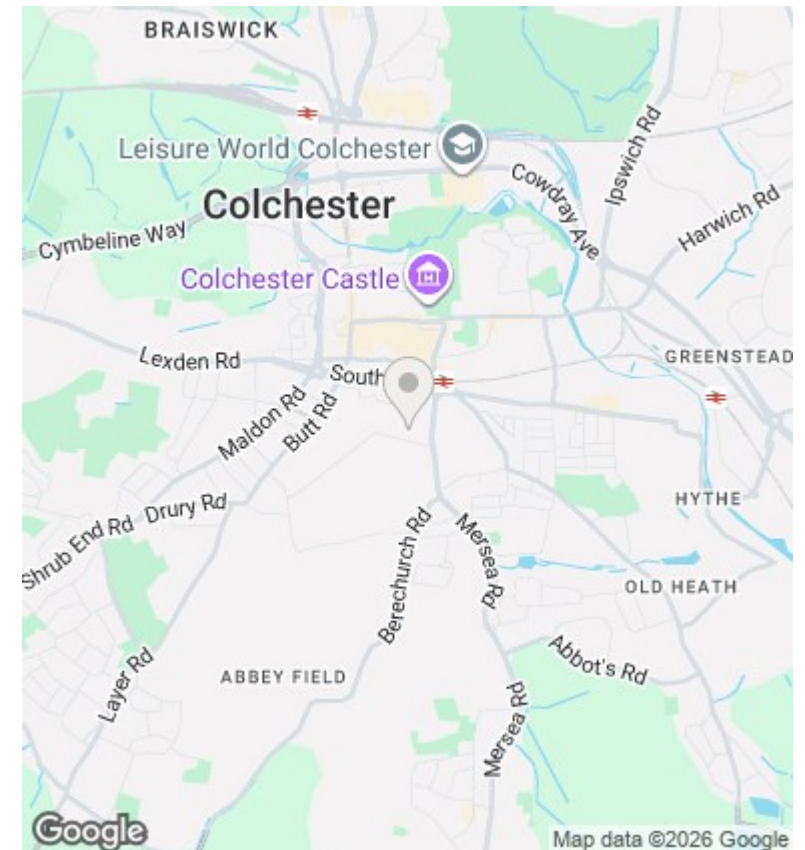 BRAISWICK
Leisure World Colchester
Ipswich Rd
Colchester
Cowdray Ave
Harwich Rd
Cymbeline Way
Colchester Castle
Lexden Rd
GREENSTEAD
South
Maldon Rd
Butt Rd
Shrub End Rd
Drury Rd
HYTHE
Berechurch Rd
Mersea Rd
OLD HEATH
Layer Rd
ABBEY FIELD
Abbot's Rd
Mersea Rd
Google
Map data ©2026 Google